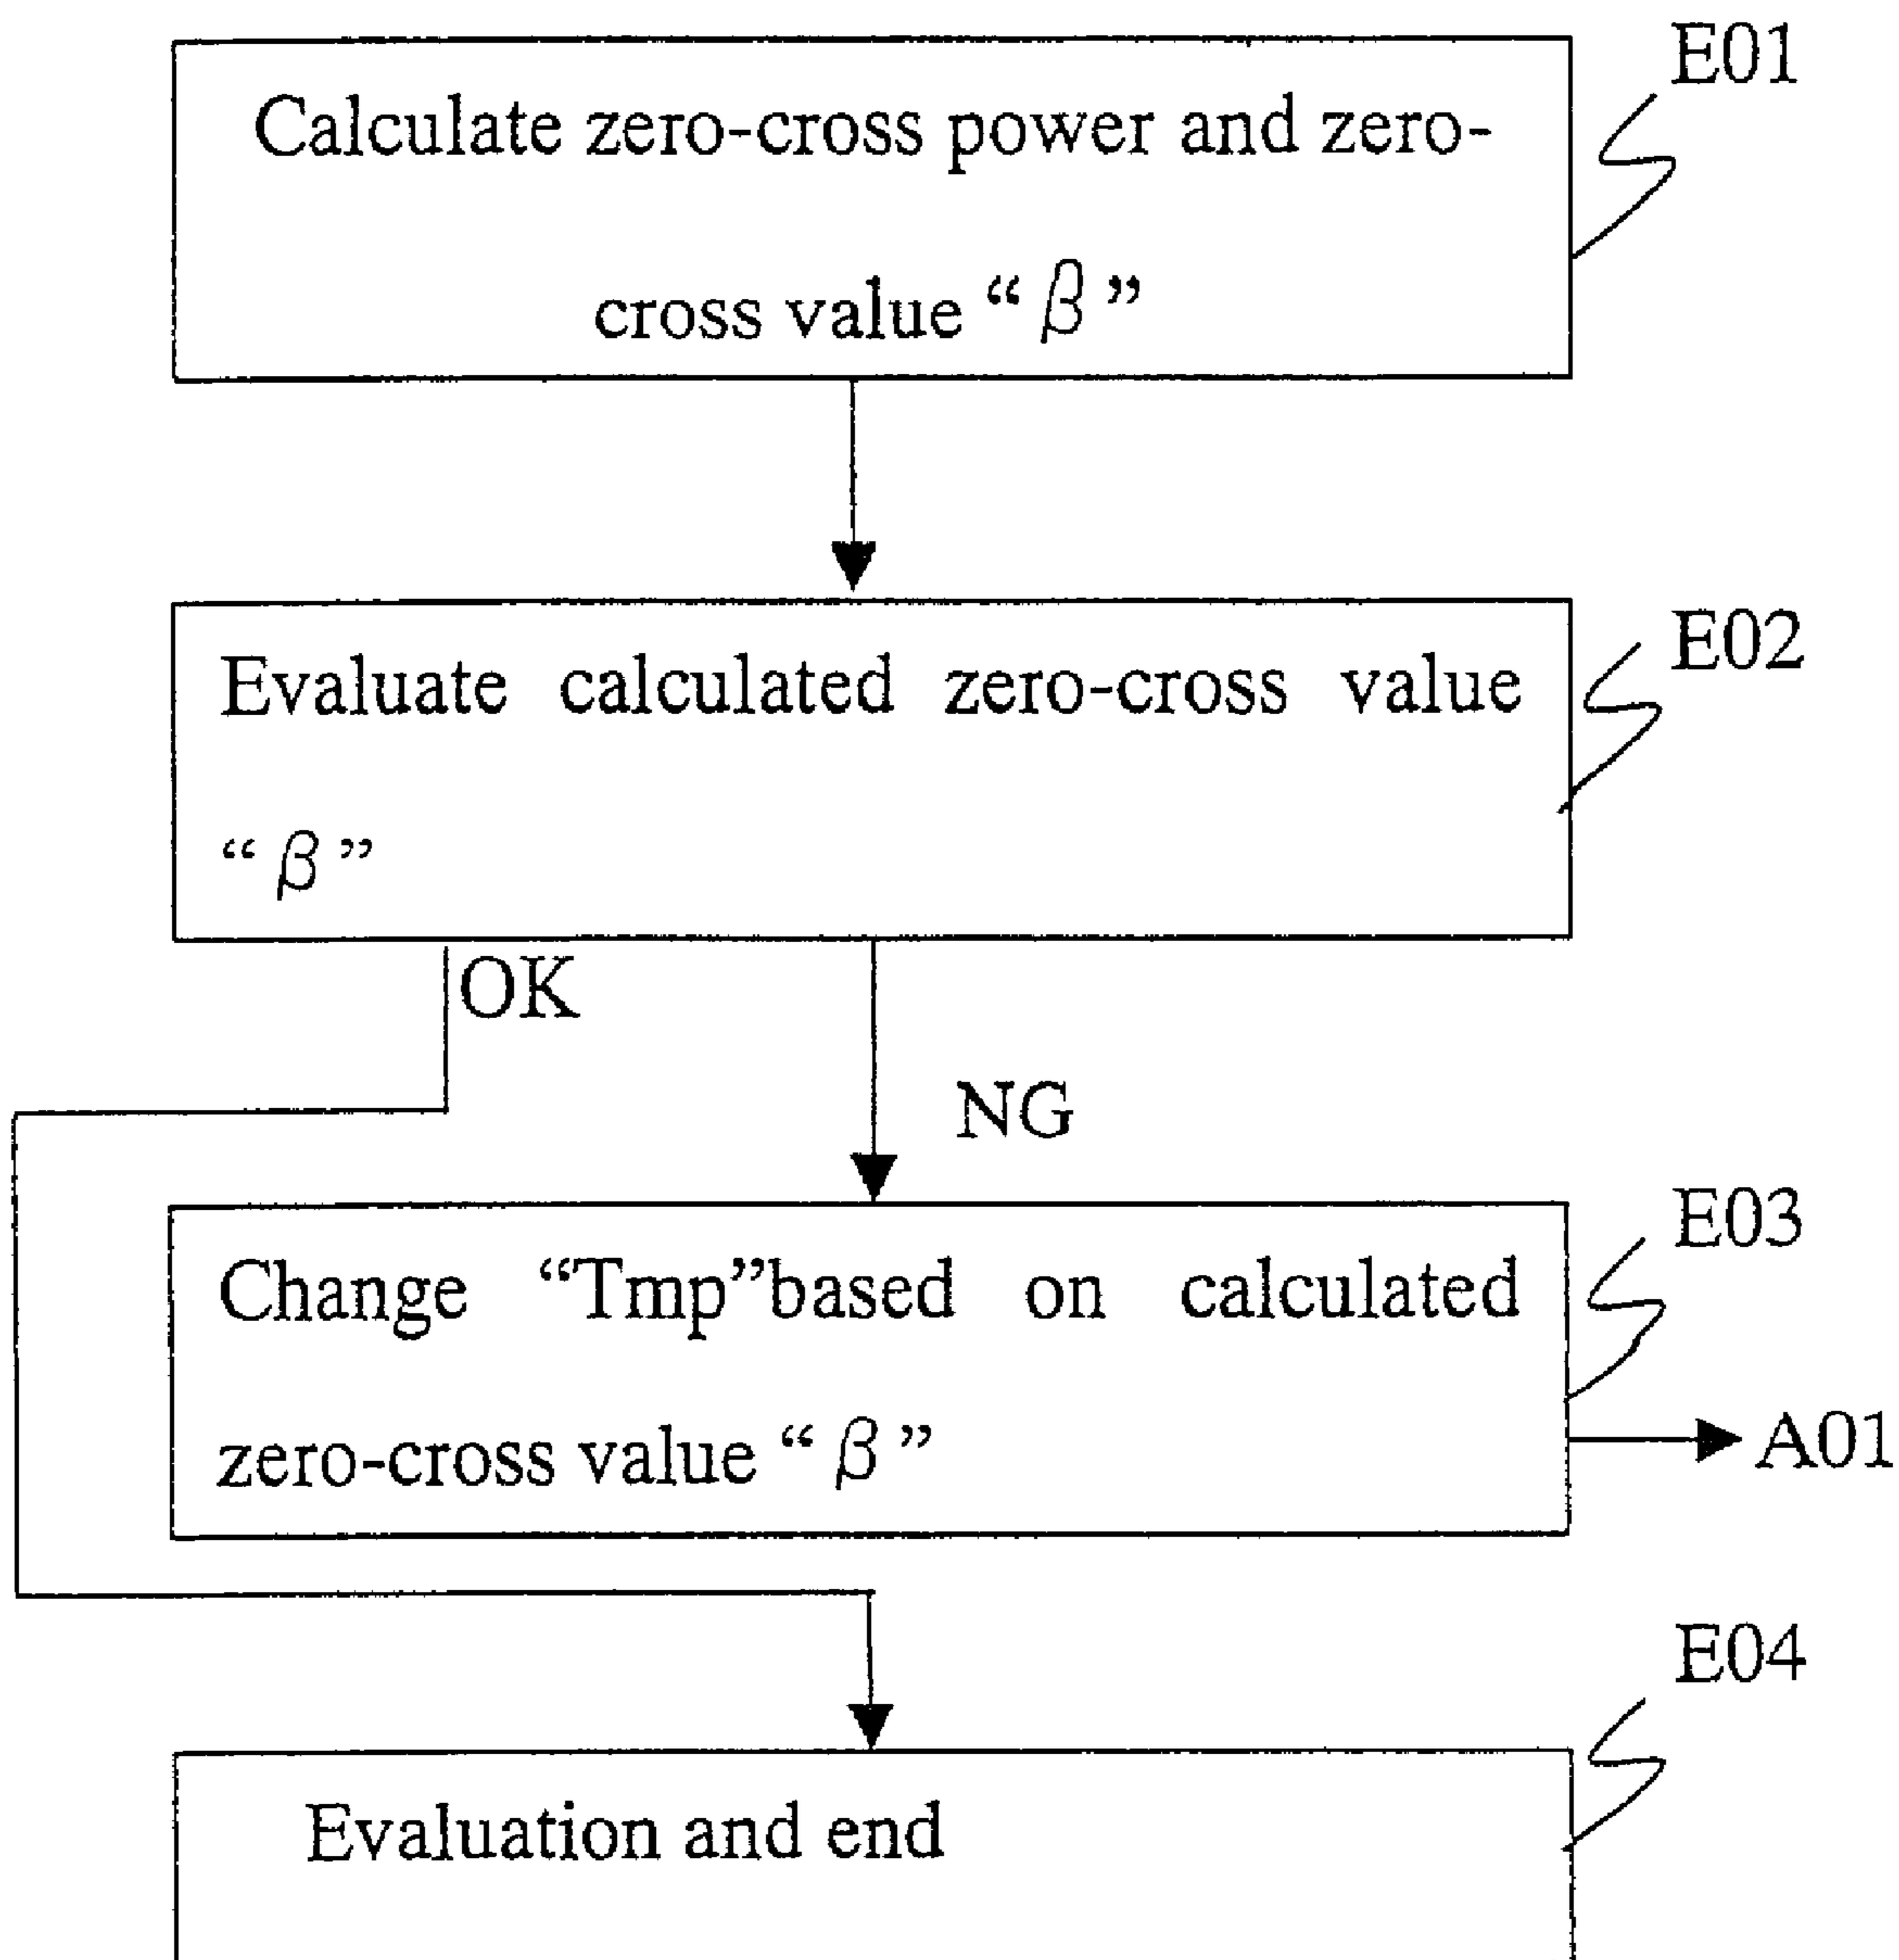 E01
Calculate zero-cross power and zero-
cross value “β”
E02
Evaluate calculated zero-cross value
“β”
OK
NG
E03
Change “Tmp”based on calculated
zero-cross value “β”
A01
E04
Evaluation and end